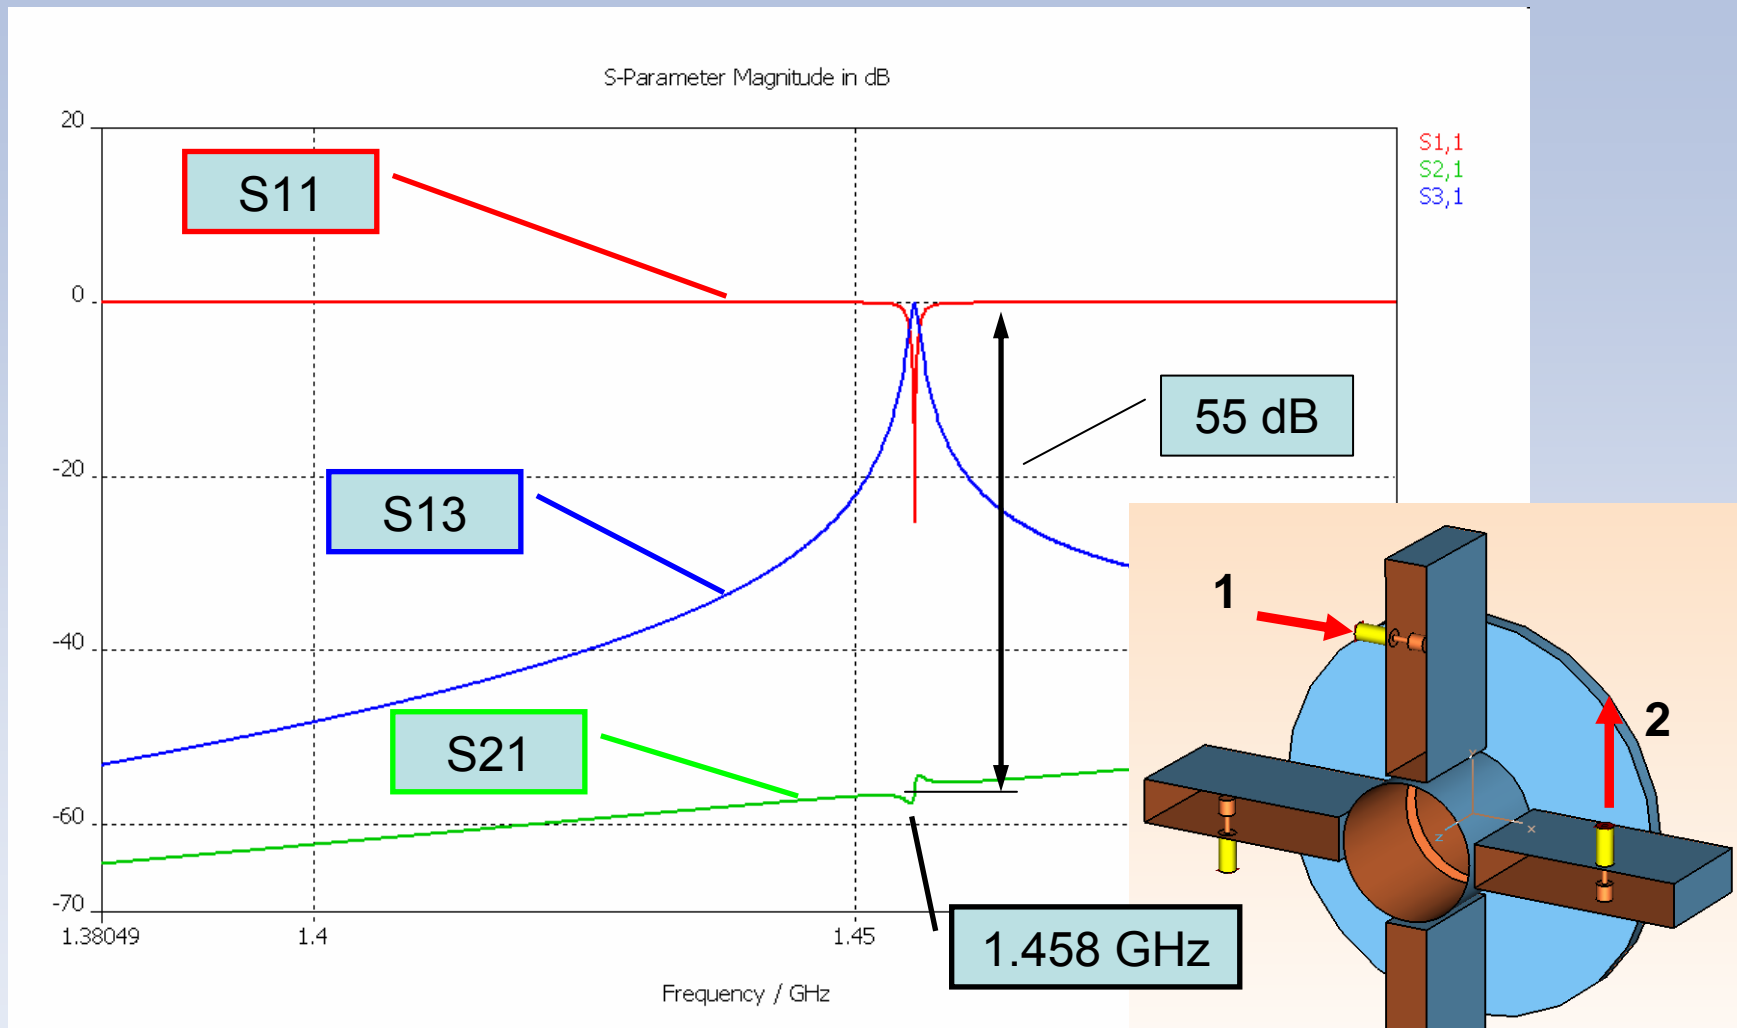 S-Parameter Magnitude in dB
20
0
-20
-40
-60
-70
1.38049
1.4
1.45
Frequency / GHz
S1,1
S2,1
S3,1
S11
S13
S21
55 dB
1.458 GHz
1
2
Y
x
z